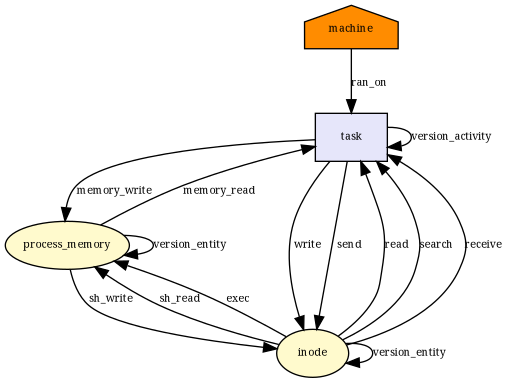 machine
ran_on
task
version_activity
memory_write
memory_read
process_memory
version_entity
write
send
read
search
receive
sh_write
sh_read
exec
inode
version_entity